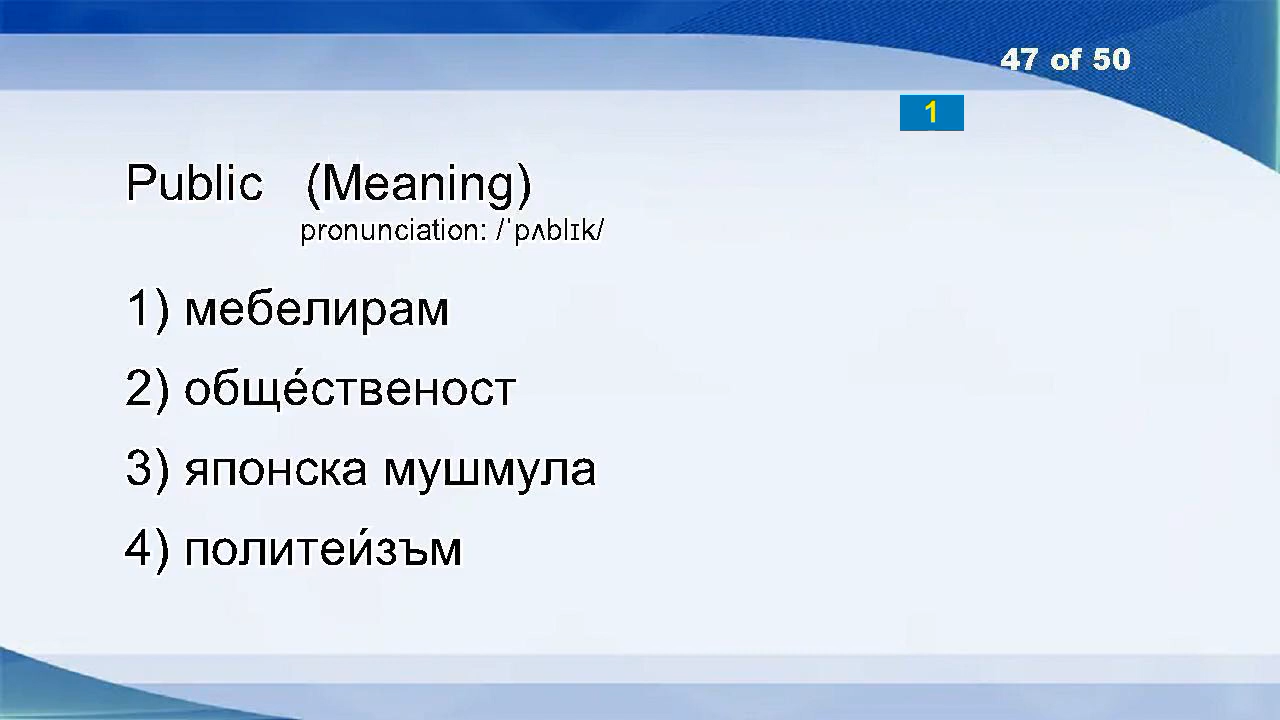 47 of 50
1
Public (Meaning)
pronunciation: /ˈpʌblɪk/
1) мебелирам
2) обще́ственост
3) японска мушмула
4) политеи́зъм